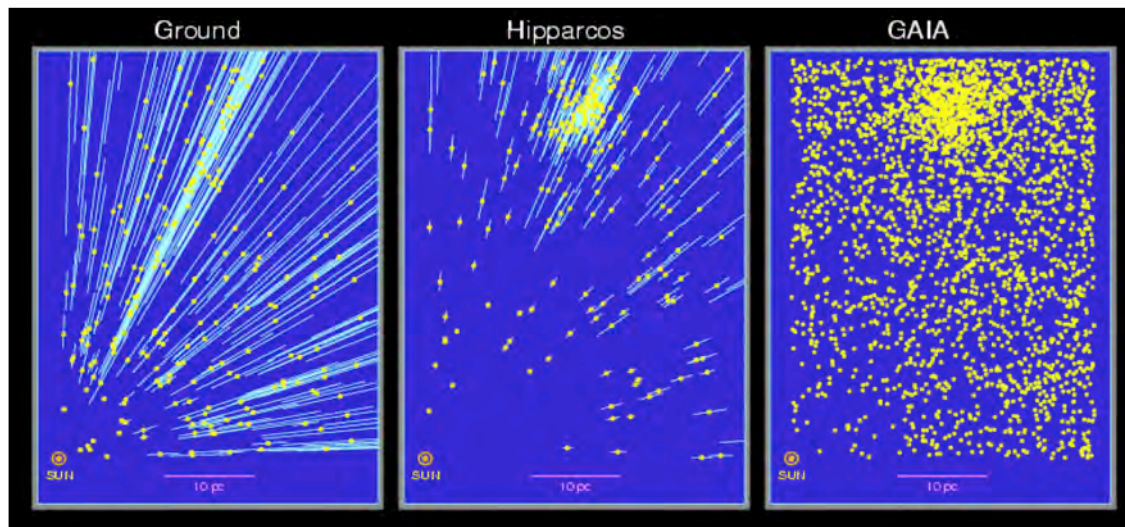 Ground
Hipparcos
GAIA
SUN
10 pc
SUN
10 pc
SUN
10 pc